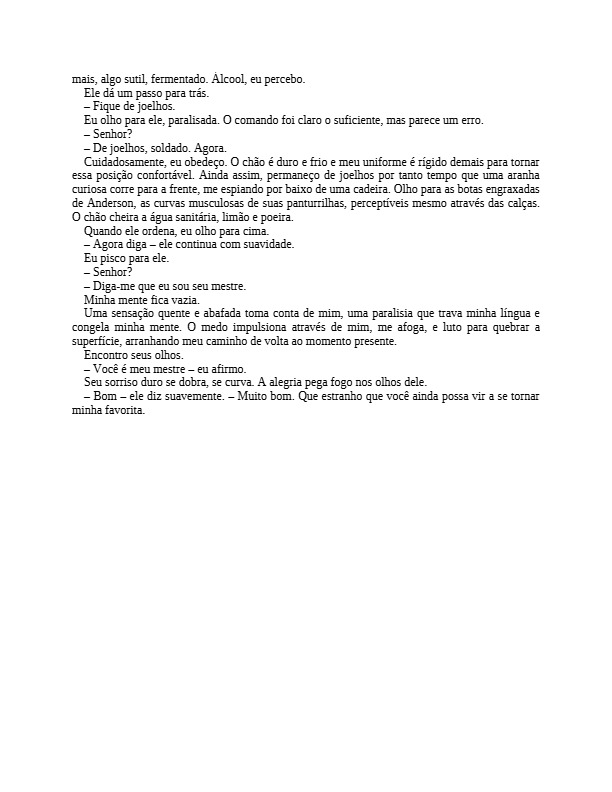 mais, algo sutil, fermentado. Álcool, eu percebo.
Ele dá um passo para trás.
– Fique de joelhos.
Eu olho para ele, paralisada. O comando foi claro o suficiente, mas parece um erro.
– Senhor?
– De joelhos, soldado. Agora.
Cuidadosamente, eu obedeço. O chão é duro e frio e meu uniforme é rígido demais para tornar
essa posição confortável. Ainda assim, permaneço de joelhos por tanto tempo que uma aranha
curiosa corre para a frente, me espiando por baixo de uma cadeira. Olho para as botas engraxadas
de Anderson, as curvas musculosas de suas panturrilhas, perceptíveis mesmo através das calças.
O chão cheira a água sanitária, limão e poeira.
Quando ele ordena, eu olho para cima.
– Agora diga – ele continua com suavidade.
Eu pisco para ele.
– Senhor?
– Diga-me que eu sou seu mestre.
Minha mente fica vazia.
Uma sensação quente e abafada toma conta de mim, uma paralisia que trava minha língua e
congela minha mente. O medo impulsiona através de mim, me afoga, e luto para quebrar a
superfície, arranhando meu caminho de volta ao momento presente.
Encontro seus olhos.
– Você é meu mestre – eu afirmo.
Seu sorriso duro se dobra, se curva. A alegria pega fogo nos olhos dele.
– Bom – ele diz suavemente. – Muito bom. Que estranho que você ainda possa vir a se tornar
minha favorita.